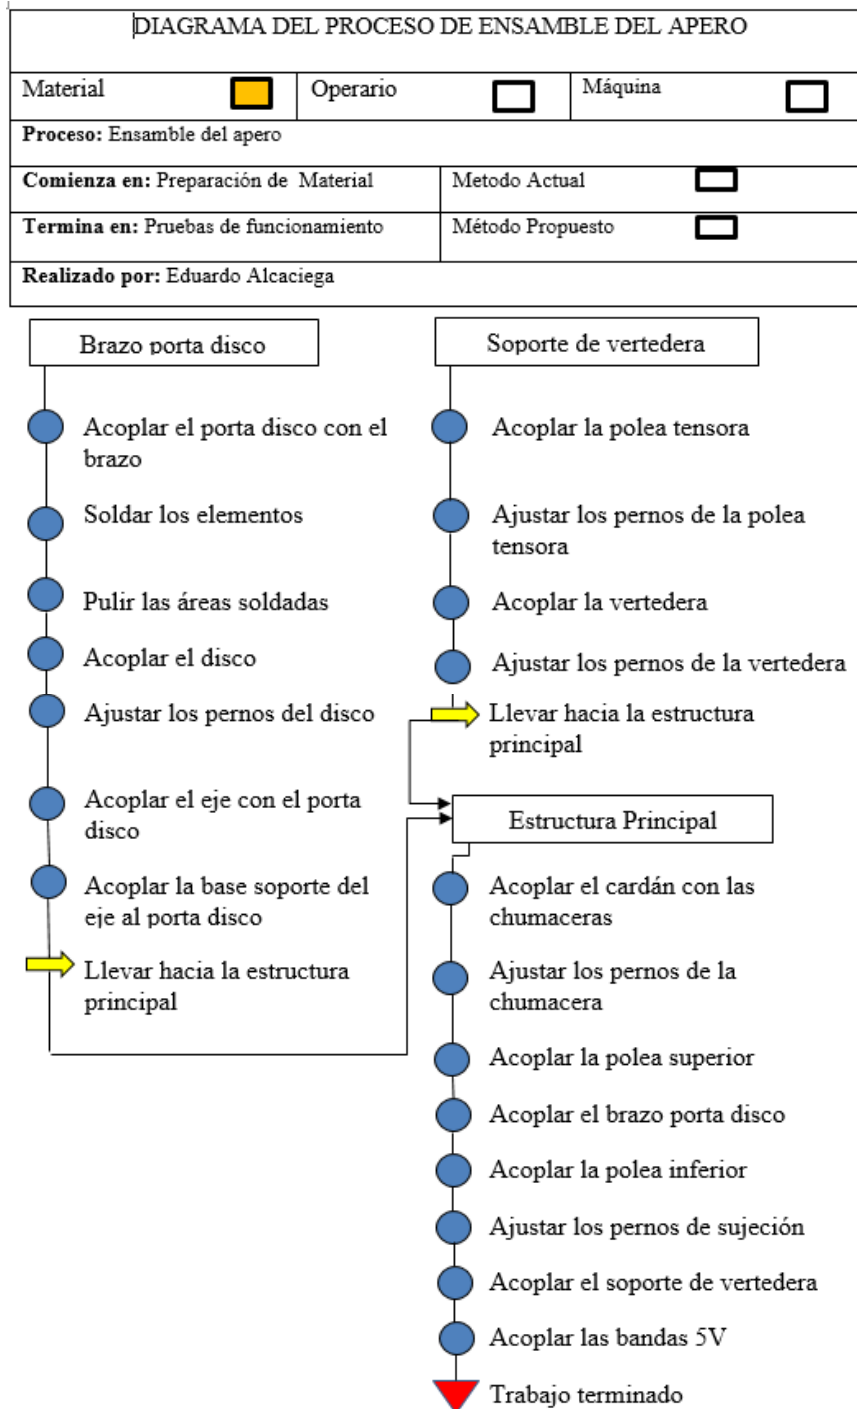 DIAGRAMA DEL PROCESO DE ENSAMBLE DEL APERO
Material
Operario
Máquina
Proceso: Ensamble del apero
Comienza en: Preparación de Material
Metodo Actual
Termina en: Pruebas de funcionamiento
Método Propuesto
Realizado por: Eduardo Alcaciega
Brazo porta disco
Acoplar el porta disco con el
brazo
Soldar los elementos
Pulir las áreas soldadas
Acoplar el disco
Ajustar los pernos del disco
Acoplar el eje con el porta
disco
Acoplar la base soporte del
eje al porta disco
Llevar hacia la estructura
principal
Soporte de vertedera
Acoplar la polea tensora
Ajustar los pernos de la polea
tensora
Acoplar la vertedera
Ajustar los pernos de la vertedera
Llevar hacia la estructura
principal
Estructura Principal
Acoplar el cardán con las
chumaceras
Ajustar los pernos de la
chumacera
Acoplar la polea superior
Acoplar el brazo porta disco
Acoplar la polea inferior
Ajustar los pernos de sujeción
Acoplar el soporte de vertedera
Acoplar las bandas 5V
Trabajo terminado